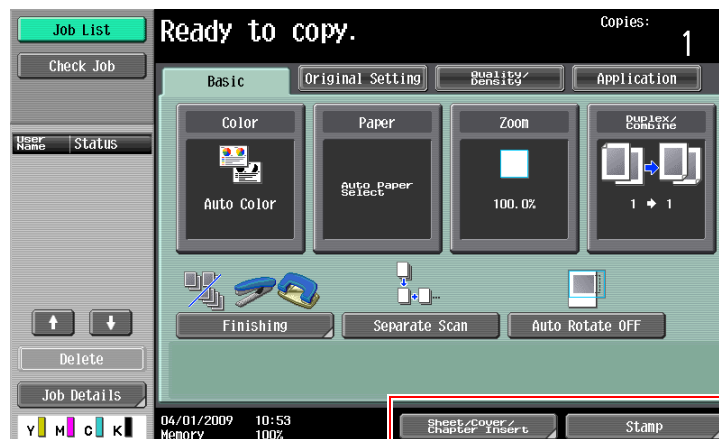 Job List
Ready to copy.
Copies:
1
Check Job
Basic
Original Setting
Quality/
Density
Application
Color
Paper
Zoom
Duplex/
Combine
User
Name
Status
Auto Color
Auto Paper
Select
100.0%
1 → 1
Finishing
Separate Scan
Auto Rotate OFF
Delete
Job Details
Y M C K
04/01/2009 10:53
Memory 100%
Sheet/Cover/
Chapter Insert
Stamp